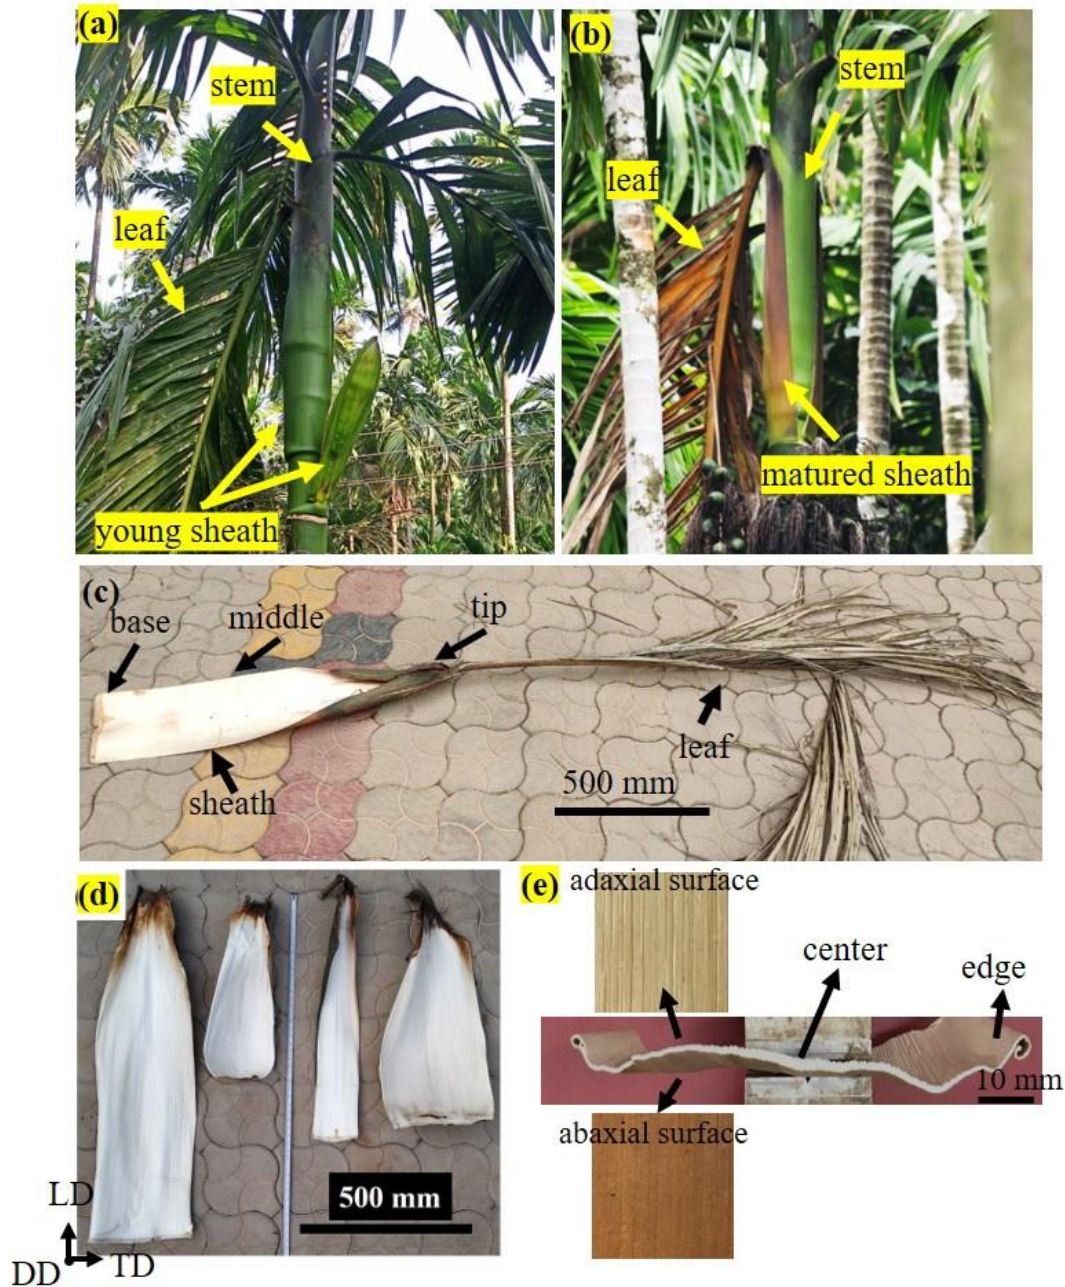 (a)
stem
leaf
young sheath
(b)
stem
leaf
matured sheath
(c)
base
middle
tip
sheath
leaf
500 mm
(d)
500 mm
LD
DD
TD
(e)
adaxial surface
center
edge
10 mm
abaxial surface